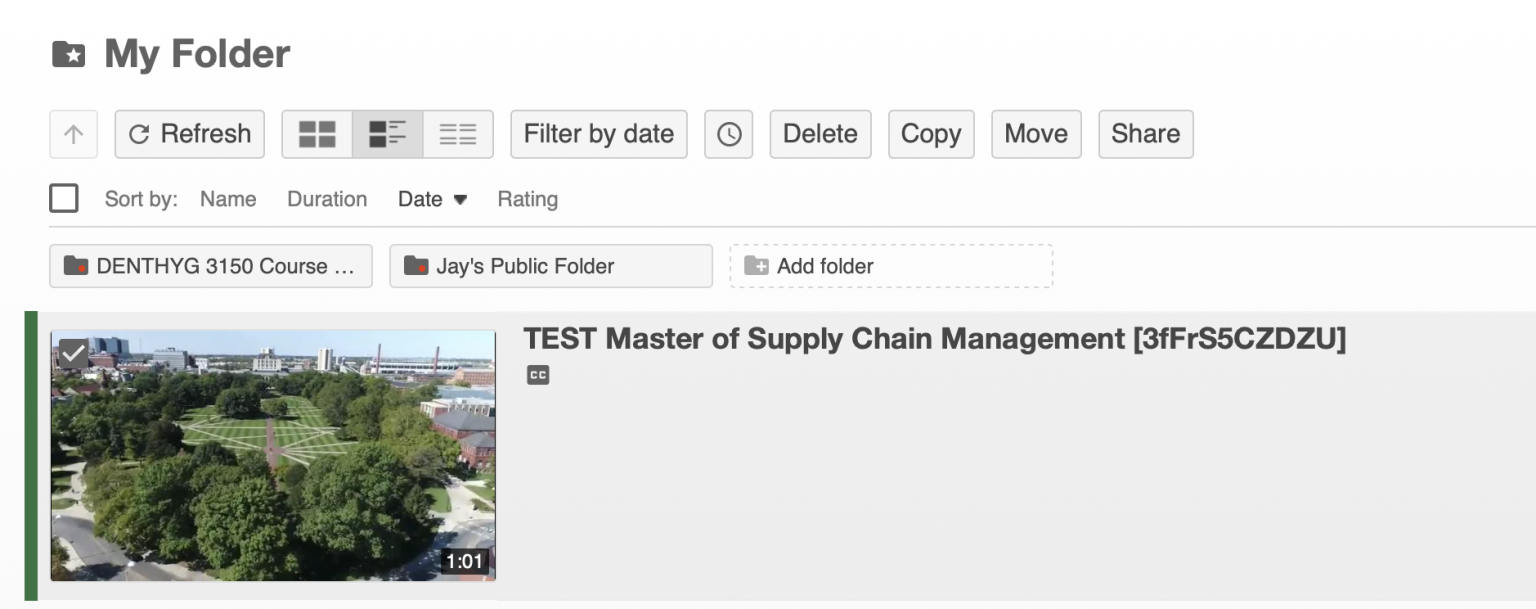 My Folder
Refresh Filter by date Delete Copy Move Share
Sort by: Name Duration Date Rating
DENTHYG 3150 Course ... Jay's Public Folder Add folder
TEST Master of Supply Chain Management [3fFrS5CZDZU]
CC
1:01